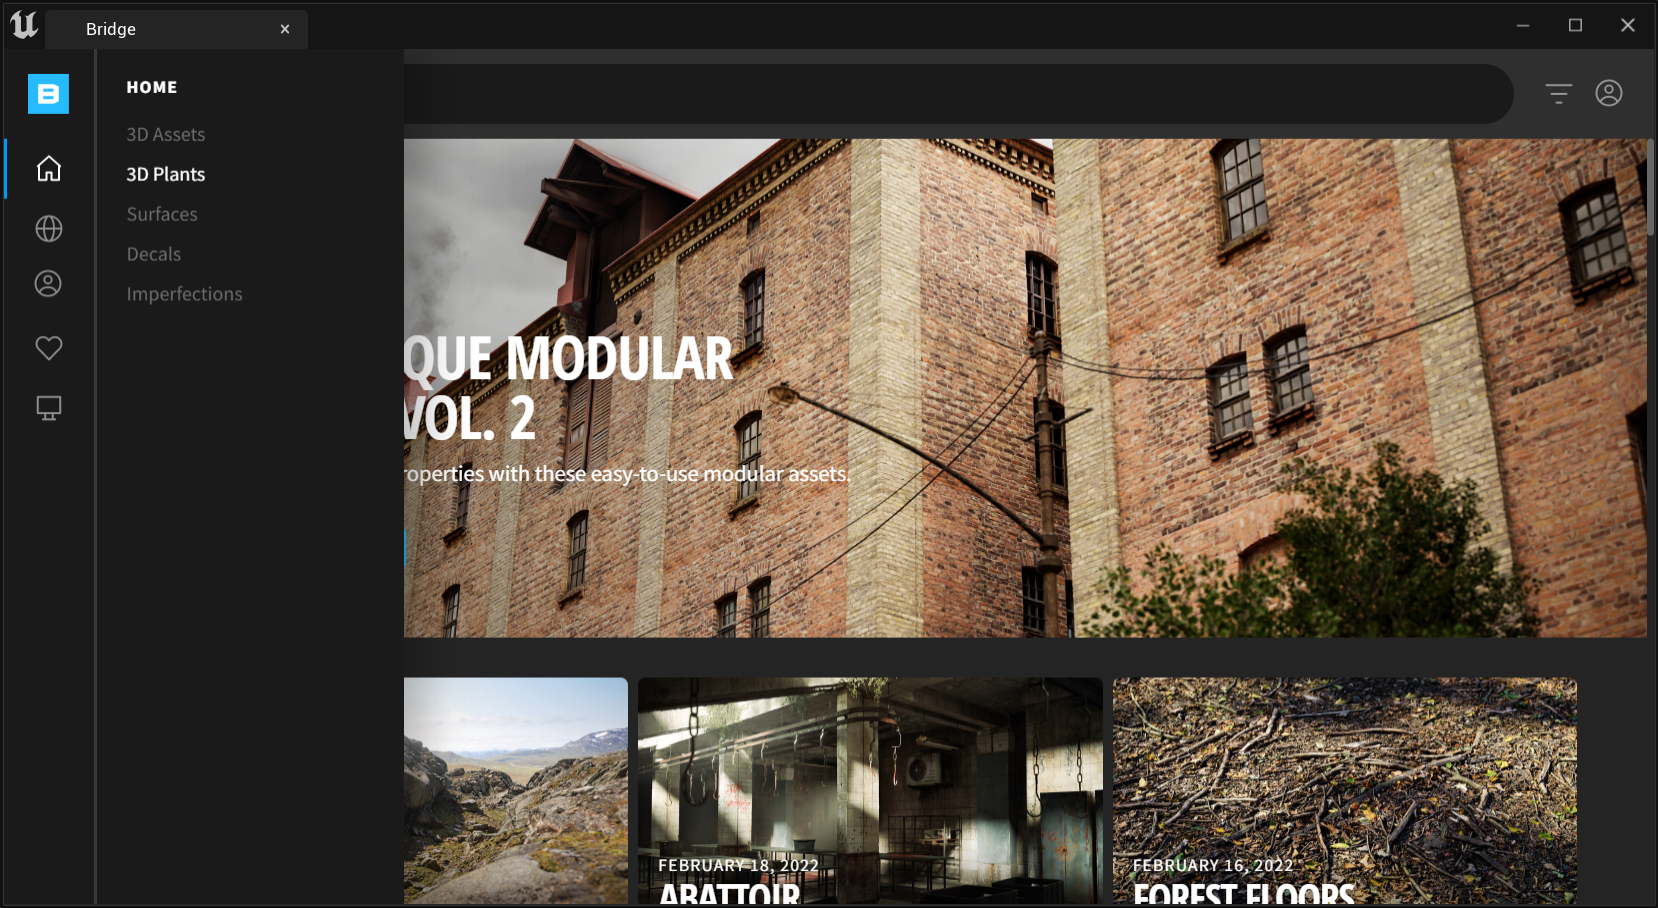 Bridge
B
HOME
3D Assets
3D Plants
Surfaces
Decals
Imperfections
QUE MODULAR
VOL. 2
roperties with these easy-to-use modular assets.
FEBRUARY 18, 2022
ABATTOIR
FEBRUARY 16, 2022
FOREST FLOORS